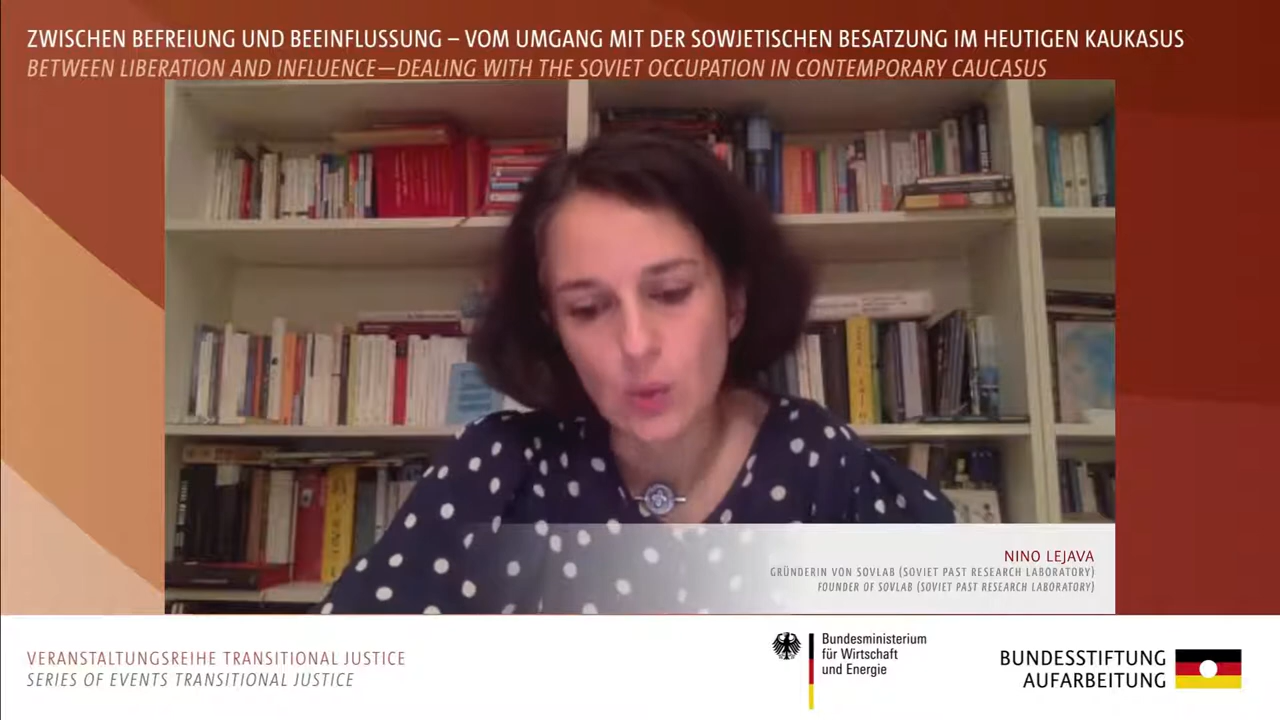 ZWISCHEN BEFREIUNG UND BEEINFLUSSUNG – VOM UMGANG MIT DER SOWJETISCHEN BESATZUNG IM HEUTIGEN KAUKASUS
BETWEEN LIBERATION AND INFLUENCE—DEALING WITH THE SOVIET OCCUPATION IN CONTEMPORARY CAUCASUS
NINO LEJAVA
GRÜNDERIN VON SOVLAB (SOVIET PAST RESEARCH LABORATORY)
FOUNDER OF SOVLAB (SOVIET PAST RESEARCH LABORATORY)
VERANSTALTUNGSREIHE TRANSITIONAL JUSTICE
SERIES OF EVENTS TRANSITIONAL JUSTICE
Bundesministerium
für Wirtschaft
und Energie
BUNDESSTIFTUNG
AUFARBEITUNG